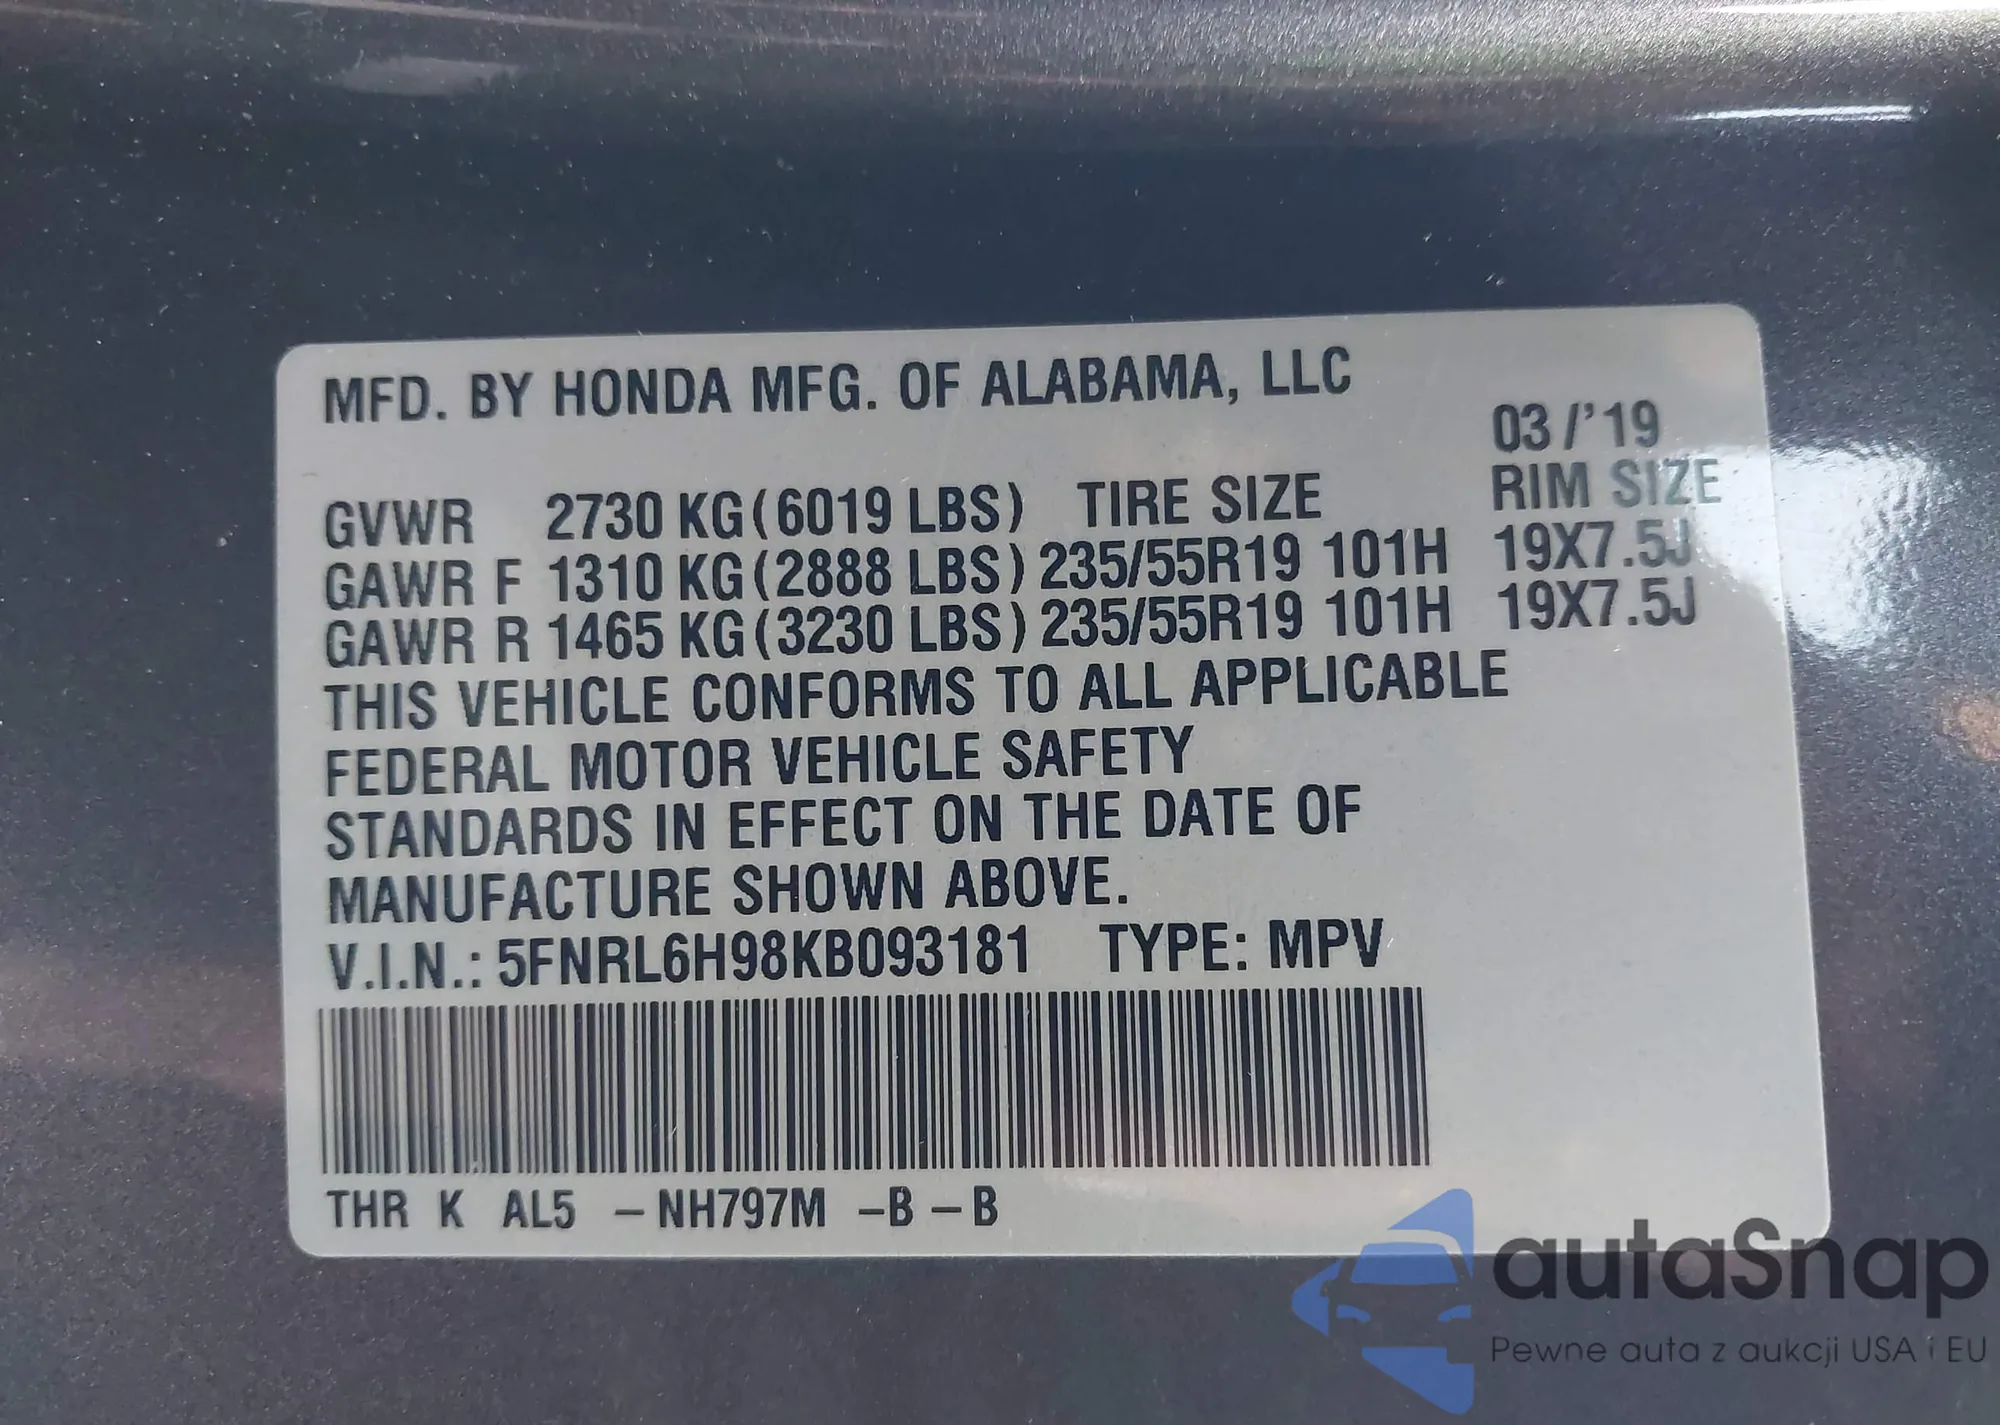 MFD. BY HONDA MFG. OF ALABAMA, LLC
03/'19
GVWR 2730 KG(6019 LBS) TIRE SIZE RIM SIZE
GAWR F 1310 KG(2888 LBS) 235/55R19 101H 19X7.5J
GAWR R 1465 KG(3230 LBS) 235/55R19 101H 19X7.5J
THIS VEHICLE CONFORMS TO ALL APPLICABLE
FEDERAL MOTOR VEHICLE SAFETY
STANDARDS IN EFFECT ON THE DATE OF
MANUFACTURE SHOWN ABOVE.
V.I.N.: 5FNRL6H98KB093181 TYPE: MPV
THR K AL5 –NH797M –B–B
autaSnap
Pewne auta z aukcji USA i EU